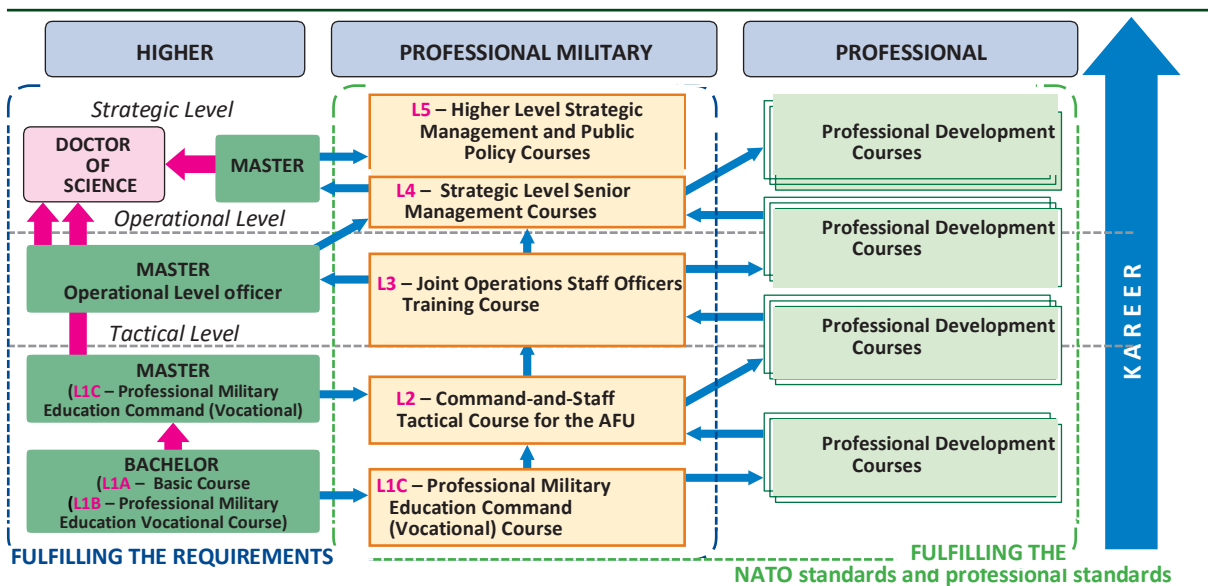 HIGHER
PROFESSIONAL MILITARY
PROFESSIONAL
Strategic Level
DOCTOR
OF
SCIENCE
MASTER
Operational Level
MASTER
Operational Level officer
Tactical Level
MASTER
(L1C – Professional Military
Education Command (Vocational)
BACHELOR
(L1A – Basic Course
(L1B – Professional Military
Education Vocational Course)
FULFILLING THE REQUIREMENTS
L5 – Higher Level Strategic
Management and Public
Policy Courses
L4 – Strategic Level Senior
Management Courses
L3 – Joint Operations Staff Officers
Training Course
L2 – Command-and-Staff
Tactical Course for the AFU
L1C – Professional Military
Education Command
(Vocational) Course
Professional Development
Courses
Professional Development
Courses
Professional Development
Courses
Professional Development
Courses
FULFILLING THE
NATO standards and professional standards
KAREER